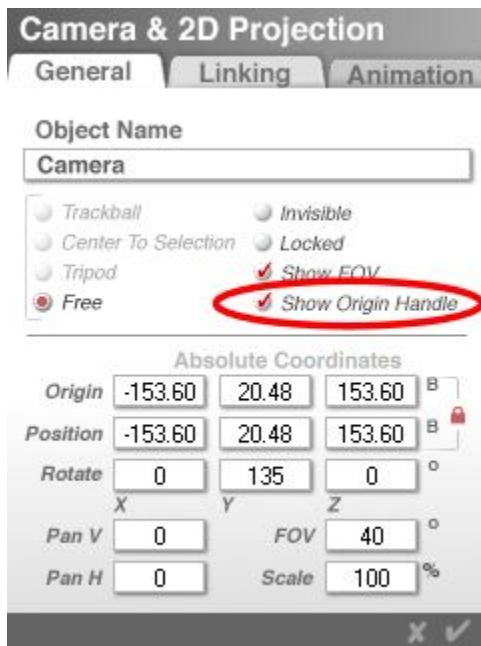 Camera & 2D Projection
General Linking Animation
Object Name
Camera
Trackball Invisible
Center To Selection Locked
Tripod Show FOV
Free Show Origin Handle
Absolute Coordinates
Origin -153.60 20.48 153.60 B
Position -153.60 20.48 153.60 B
Rotate 0 135 0 °
X Y Z
Pan V 0 FOV 40 °
Pan H 0 Scale 100 %